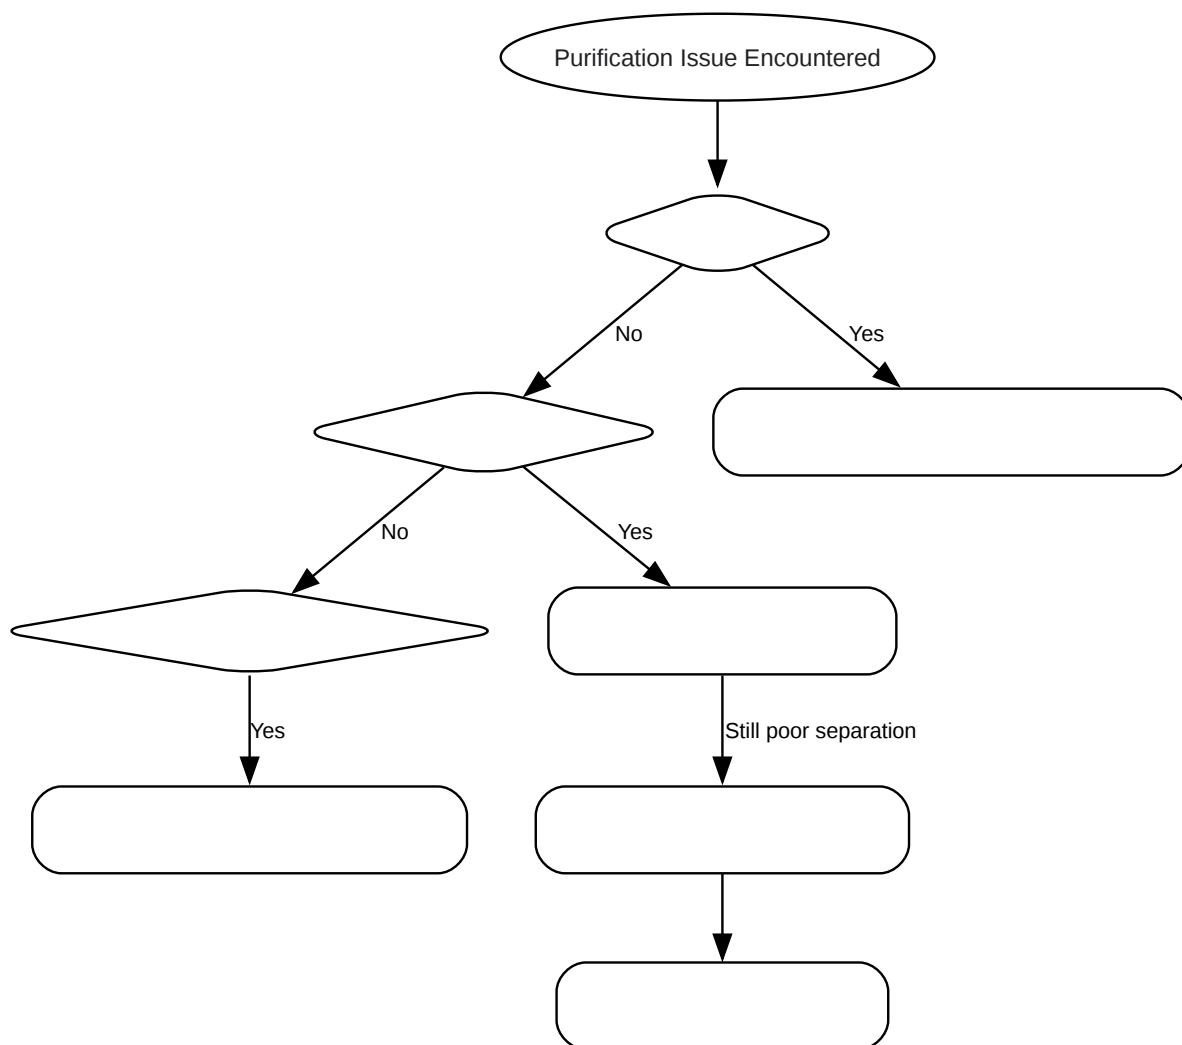 Purification Issue Encountered
No
Yes
No
Yes
Yes
Still poor separation